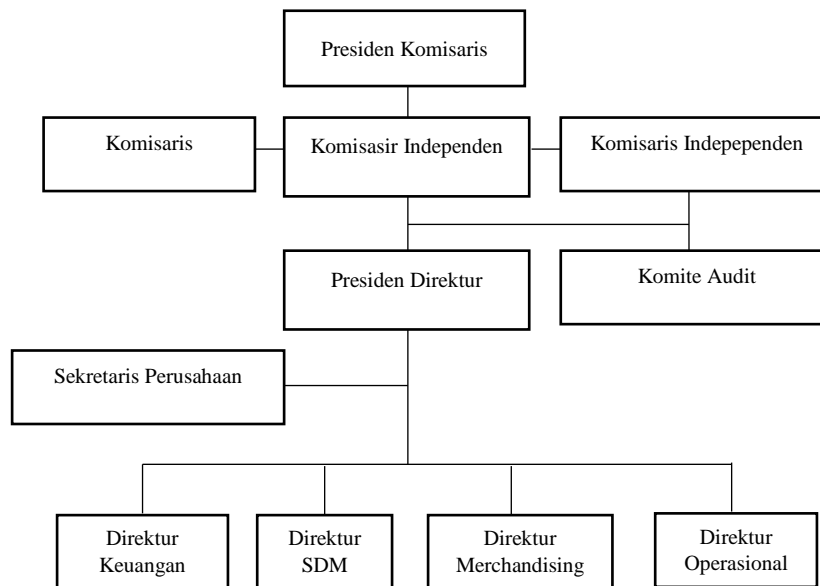 Presiden Komisaris
Komisaris
Komisasir Independen
Komisaris Indepependen
Presiden Direktur
Komite Audit
Sekretaris Perusahaan
Direktur
Keuangan
Direktur
SDM
Direktur
Merchandising
Direktur
Operasional